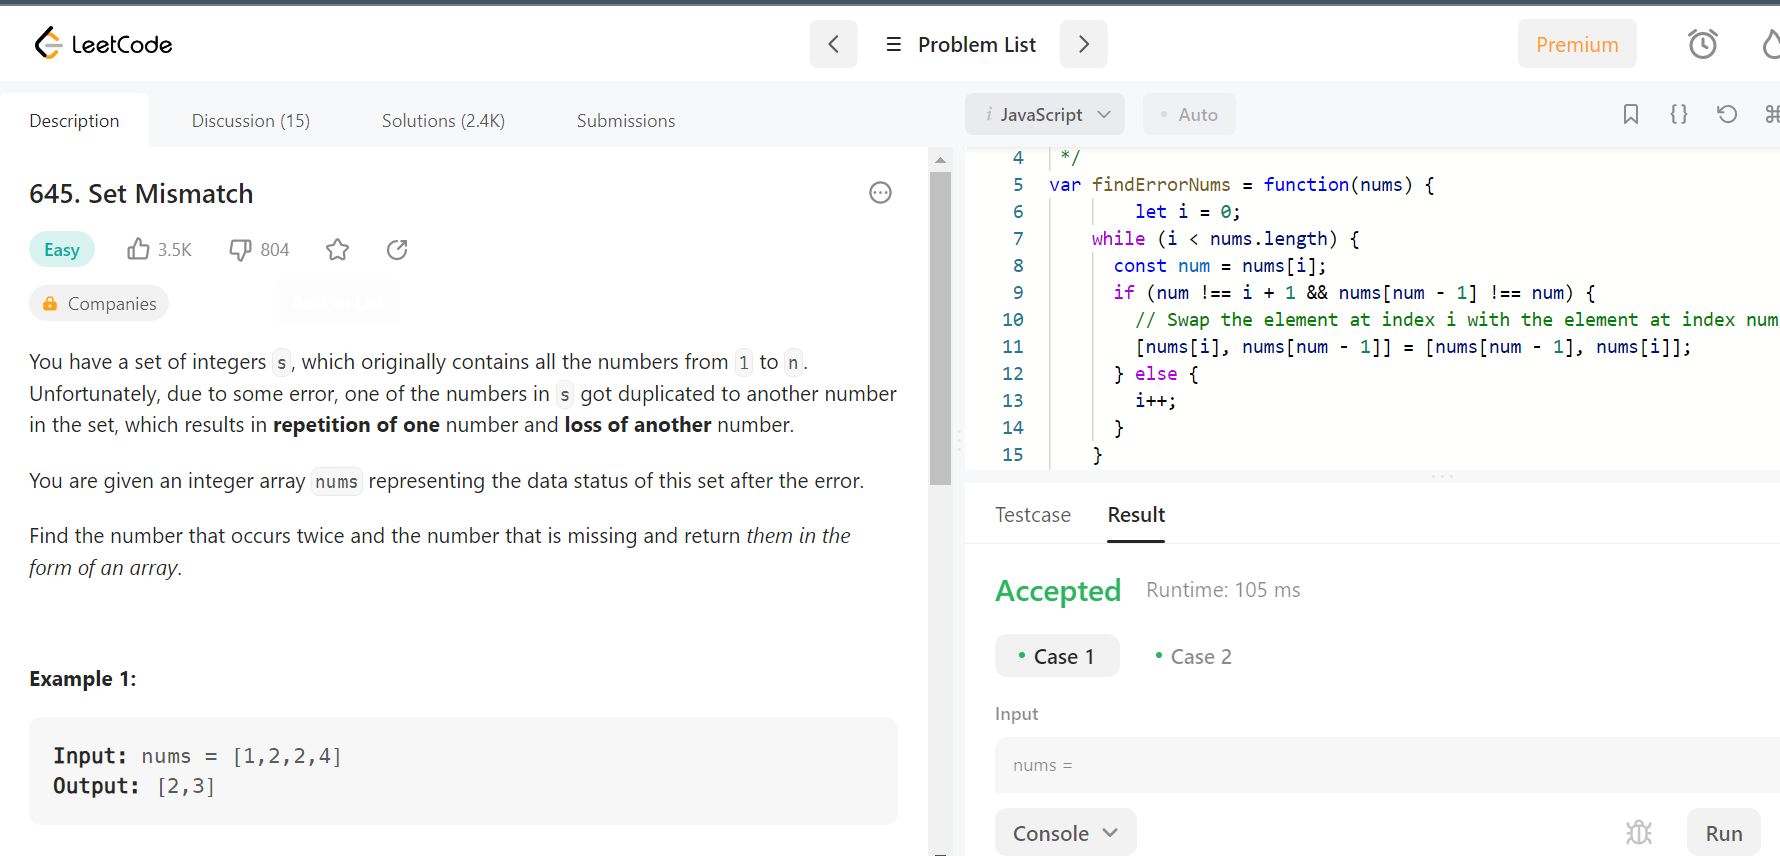 LeetCode
Problem List
Premium
Description
Discussion (15)
Solutions (2.4K)
Submissions
645. Set Mismatch
Easy
3.5K
804
Companies
You have a set of integers s, which originally contains all the numbers from 1 to n.
Unfortunately, due to some error, one of the numbers in s got duplicated to another number
in the set, which results in repetition of one number and loss of another number.
You are given an integer array nums representing the data status of this set after the error.
Find the number that occurs twice and the number that is missing and return them in the
form of an array.
Example 1:
Input: nums = [1,2,2,4]
Output: [2,3]
i JavaScript
Auto
{}
4 */
5 var findErrorNums = function(nums) {
6 let i = 0;
7 while (i < nums.length) {
8 const num = nums[i];
9 if (num !== i + 1 && nums[num - 1] !== num) {
10 // Swap the element at index i with the element at index num
11 [nums[i], nums[num - 1]] = [nums[num - 1], nums[i]];
12 } else {
13 i++;
14 }
15 }
Testcase
Result
Accepted
Runtime: 105 ms
Case 1
Case 2
Input
nums =
Console
Run